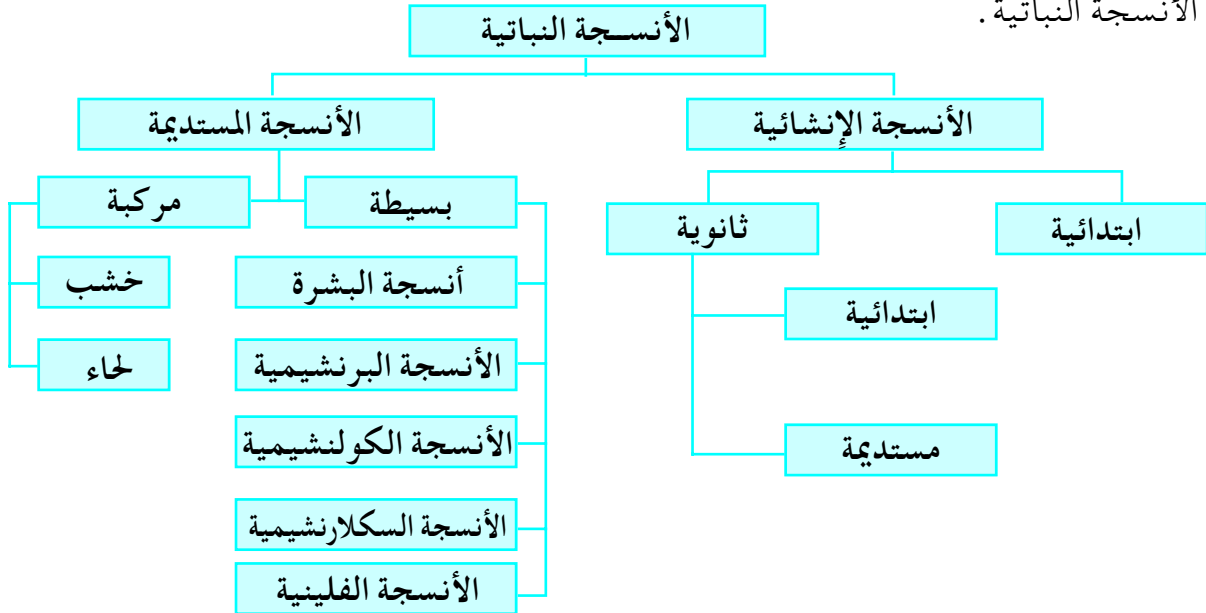 الأنسجة النباتية .
الأنسجة النباتية
الأنسجة الإنشائية
الأنسجة المستديمة
ابتدائية
ثانوية
ابتدائية
مستديمة
بسيطة
مركبة
أنسجة البشرة
الأنسجة البرنشيمية
الأنسجة الكولنشيمية
الأنسجة السكلارنشيمية
الأنسجة الفلينية
خشب
لحاء